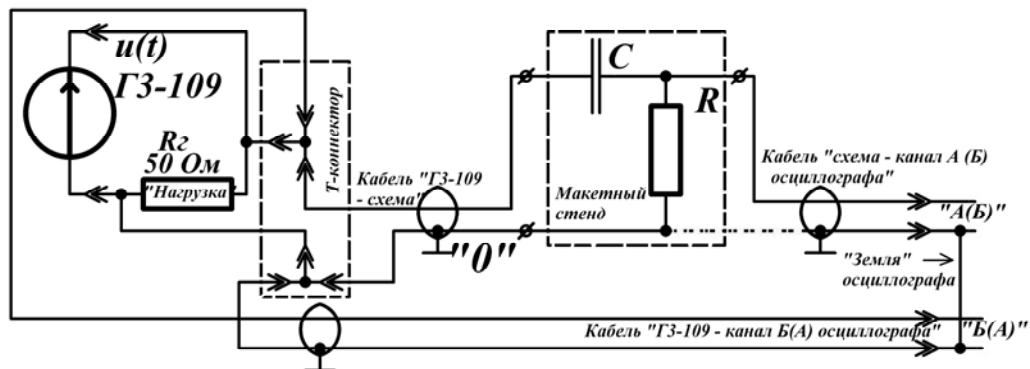 u(t)
Г3-109
Rг
50 Ом
"Нагрузка"
Т-коннектор
Кабель "Г3-109
- схема"
"0"
C
R
Макетный
стенд
Кабель "схема - канал А (Б)
осциллографа"
"А(Б)"
"Земля"
осциллографа
Кабель "Г3-109 - канал Б(А) осциллографа"
"Б(А)"